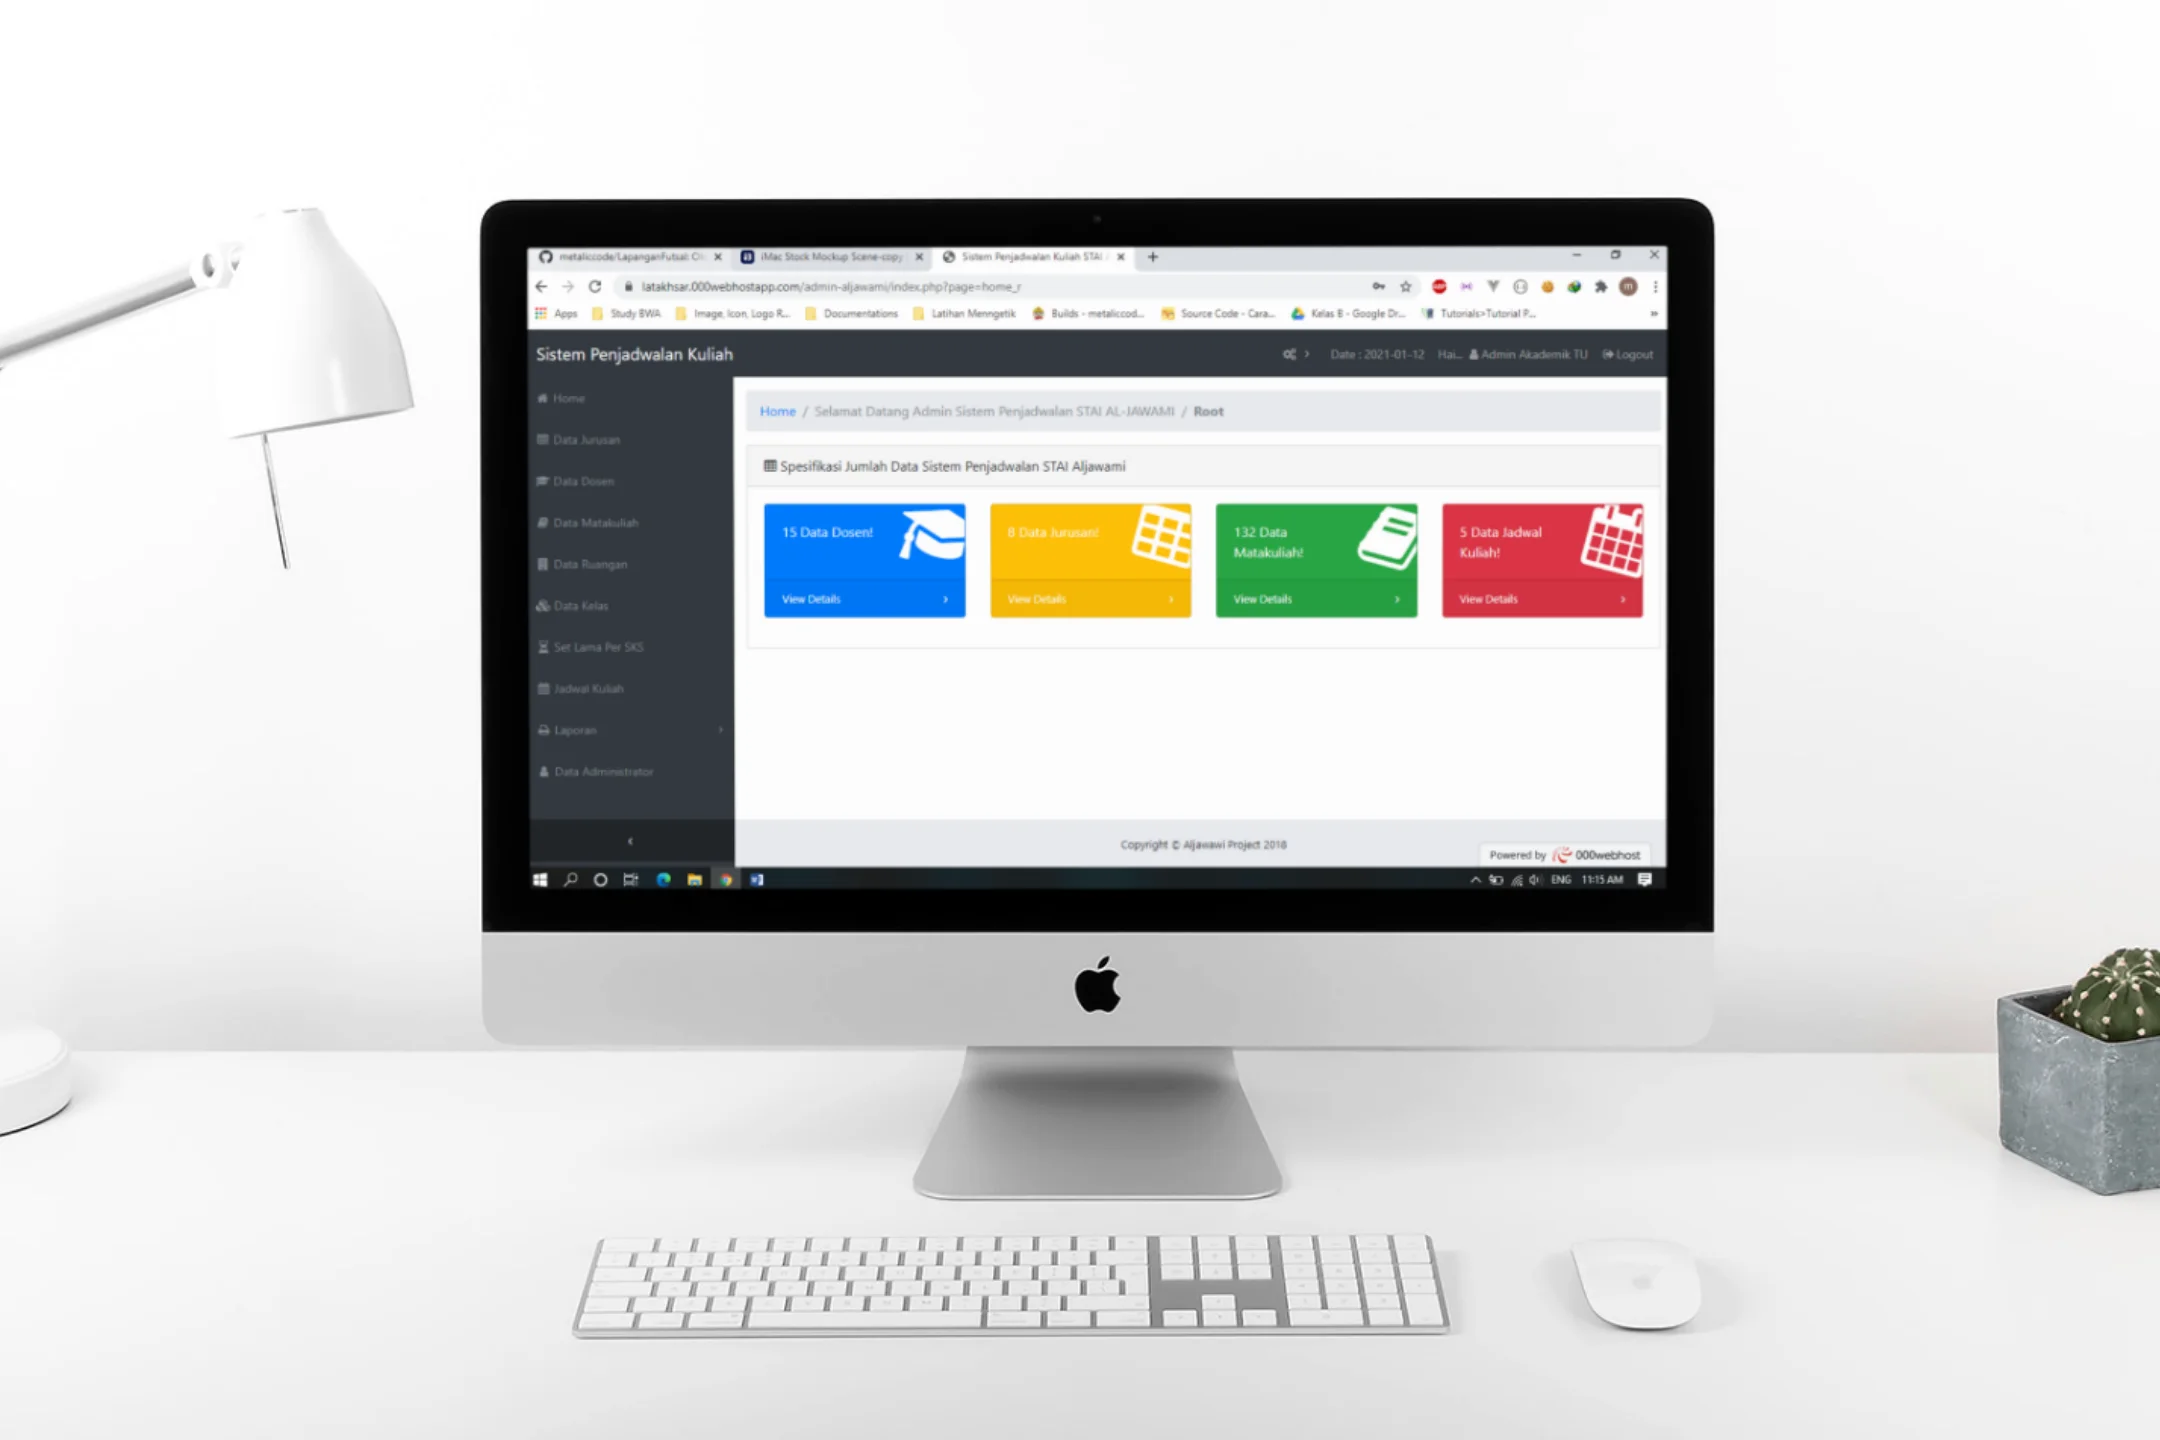 metaliccode/LapanganFutsal:
iMac Stock Mockup Scene-copy
Sistem Penjadwalan Kuliah STAI
latakhsar.000webhostapp.com/admin-aljawami/index.php?page=home_r
Apps Study BWA Image, Icon, Logo R... Documentations Latihan Menngetik Builds - metaliccod... Source Code - Cara... Kelas B - Google Dr... Tutorials>Tutorial P...
Sistem Penjadwalan Kuliah
Date : 2021-01-12 Hai... Admin Akademik TU Logout
Home
Data Jurusan
Data Dosen
Data Matakuliah
Data Ruangan
Data Kelas
Set Lama Per SKS
Jadwal Kuliah
Laporan
Data Administrator
Home / Selamat Datang Admin Sistem Penjadwalan STAI AL-JAWAMI / Root
Spesifikasi Jumlah Data Sistem Penjadwalan STAI Aljawami
15 Data Dosen!
View Details
8 Data Jurusan!
View Details
132 Data
Matakuliah!
View Details
5 Data Jadwal
Kuliah!
View Details
Copyright © Aljawawi Project 2018
Powered by 000webhost
ENG 11:15 AM